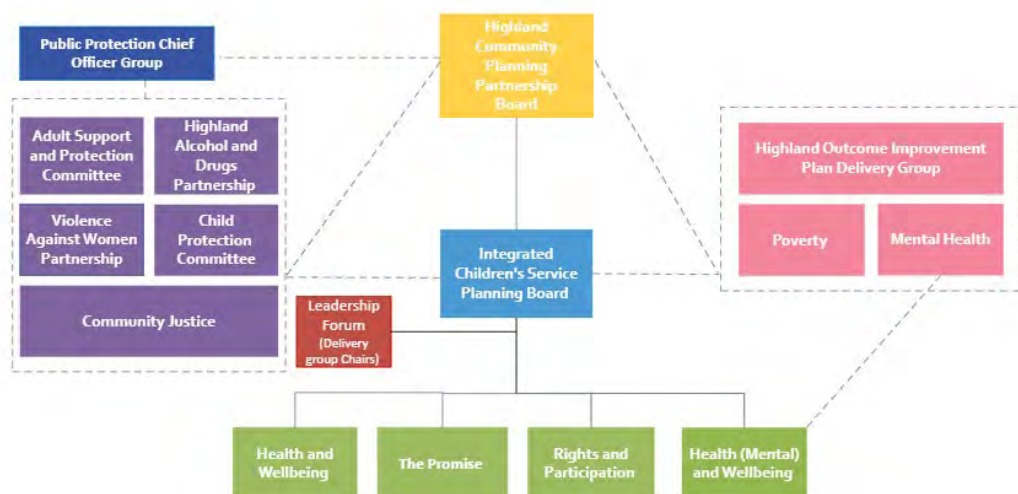 Public Protection Chief
Officer Group
Highland
Community
Planning
Partnership
Board
Adult Support
and Protection
Committee
Highland
Alcohol and
Drugs
Partnership
Violence
Against Women
Partnership
Child
Protection
Committee
Community Justice
Highland Outcome Improvement
Plan Delivery Group
Poverty
Mental Health
Integrated
Children's Service
Planning Board
Leadership
Forum
(Delivery
group Chairs)
Health and
Wellbeing
The Promise
Rights and
Participation
Health (Mental)
and Wellbeing